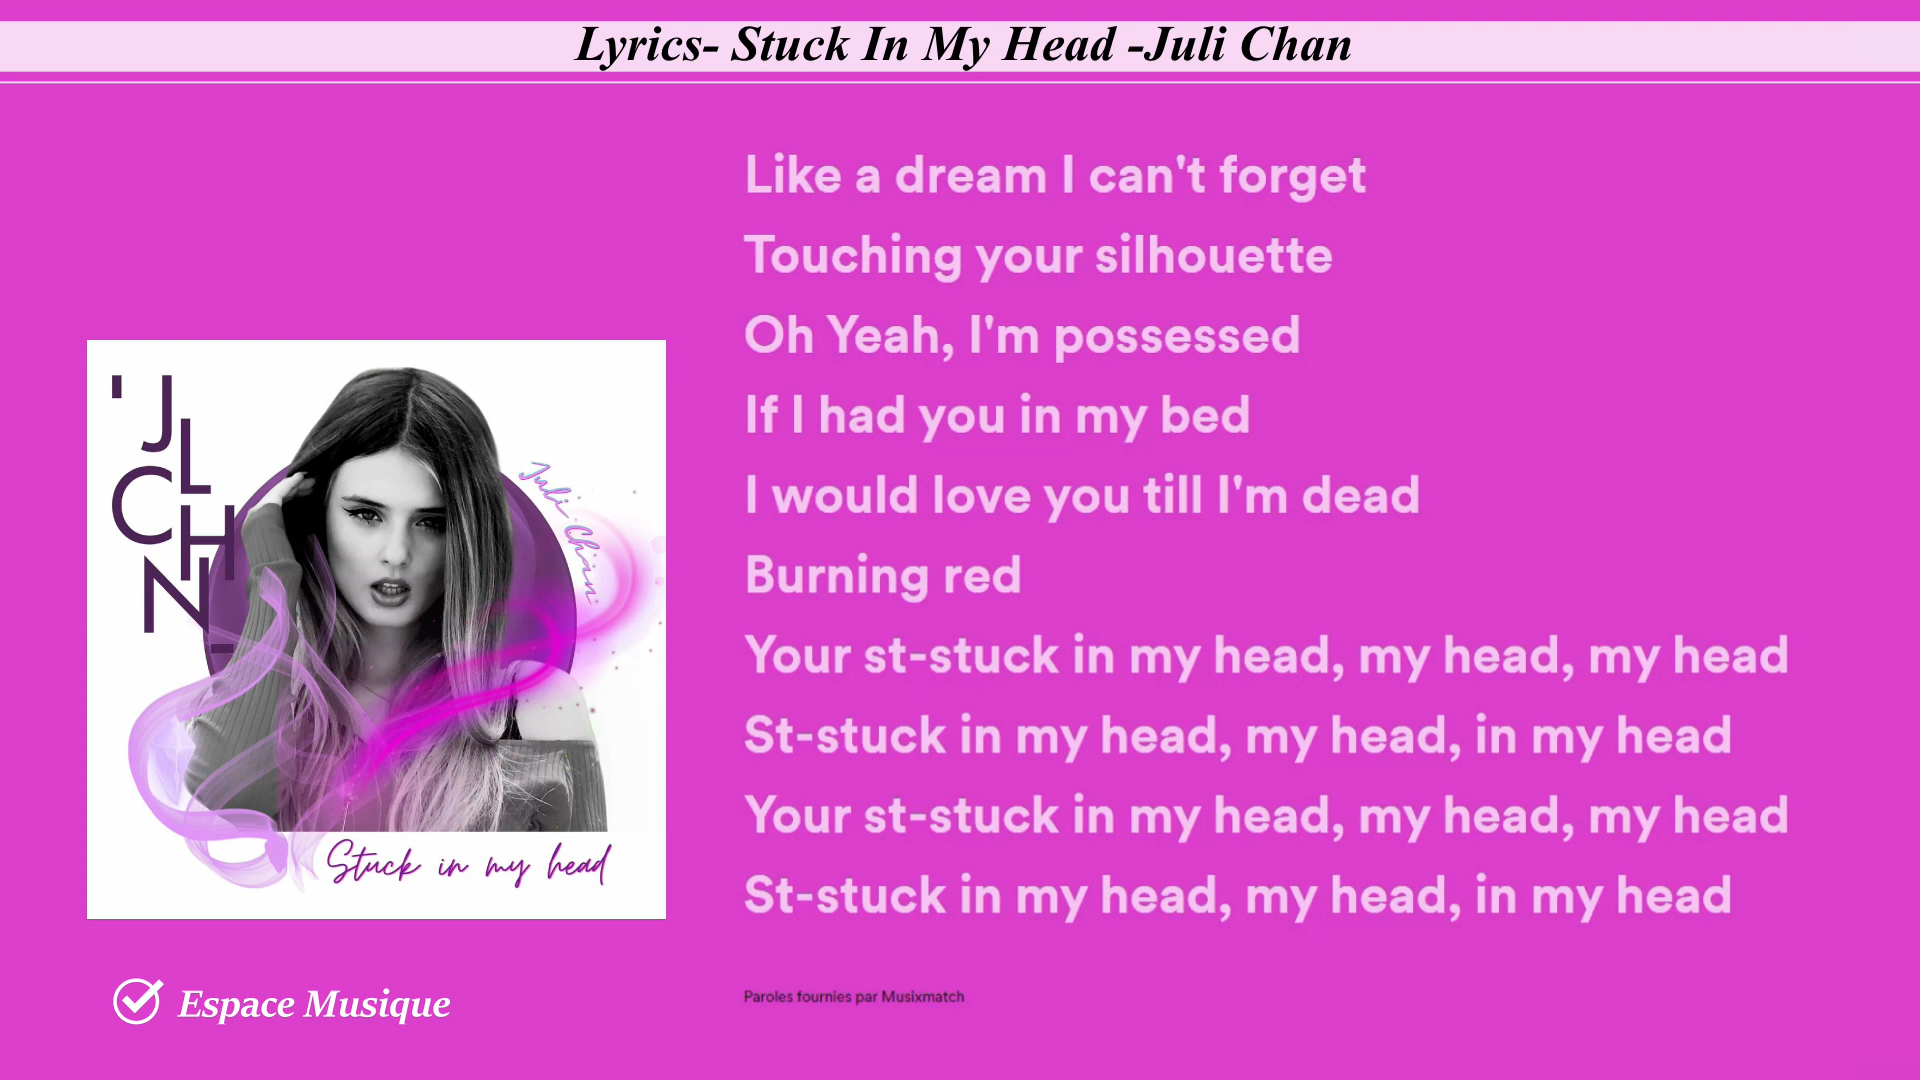 Lyrics- Stuck In My Head -Juli Chan
Like a dream I can't forget
Touching your silhouette
Oh Yeah, I'm possessed
If I had you in my bed
I would love you till I'm dead
Burning red
Your st-stuck in my head, my head, my head
St-stuck in my head, my head, in my head
Your st-stuck in my head, my head, my head
St-stuck in my head, my head, in my head
Paroles fournies par Musixmatch
'J
L
C
H
N
I
-
Juli Chan
Stuck in my head
Espace Musique